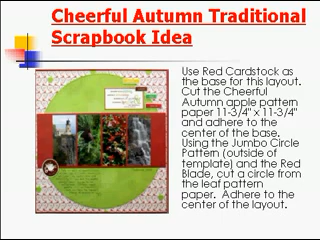 Cheerful Autumn Traditional
Scrapbook Idea
Use Red Cardstock as
the base for this layout.
Cut the Cheerful
Autumn apple pattern
paper 11-3/4" x 11-3/4"
and adhere to the
center of the base.
Using the Jumbo Circle
Pattern (outside of
template) and the Red
Blade, cut a circle from
the leaf pattern
paper.  Adhere to the
center of the layout.